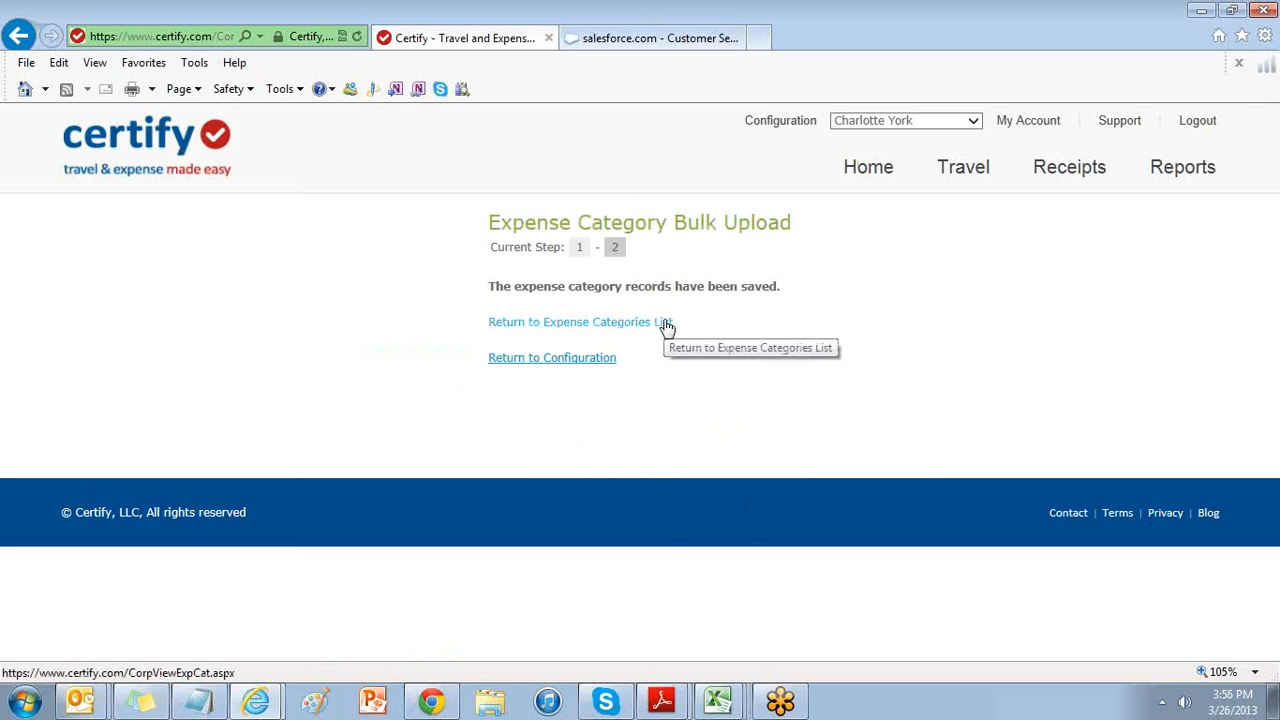 https://www.certify.com/Cor
Certify,...
Certify - Travel and Expens...
salesforce.com - Customer Se...
File Edit View Favorites Tools Help
Page Safety Tools
certify
travel & expense made easy
Configuration Charlotte York My Account Support Logout
Home Travel Receipts Reports
Expense Category Bulk Upload
Current Step: 1 - 2
The expense category records have been saved.
Return to Expense Categories List
Return to Expense Categories List
Return to Configuration
© Certify, LLC, All rights reserved
Contact | Terms | Privacy | Blog
https://www.certify.com/CorpViewExpCat.aspx
105%
3:56 PM
3/26/2013